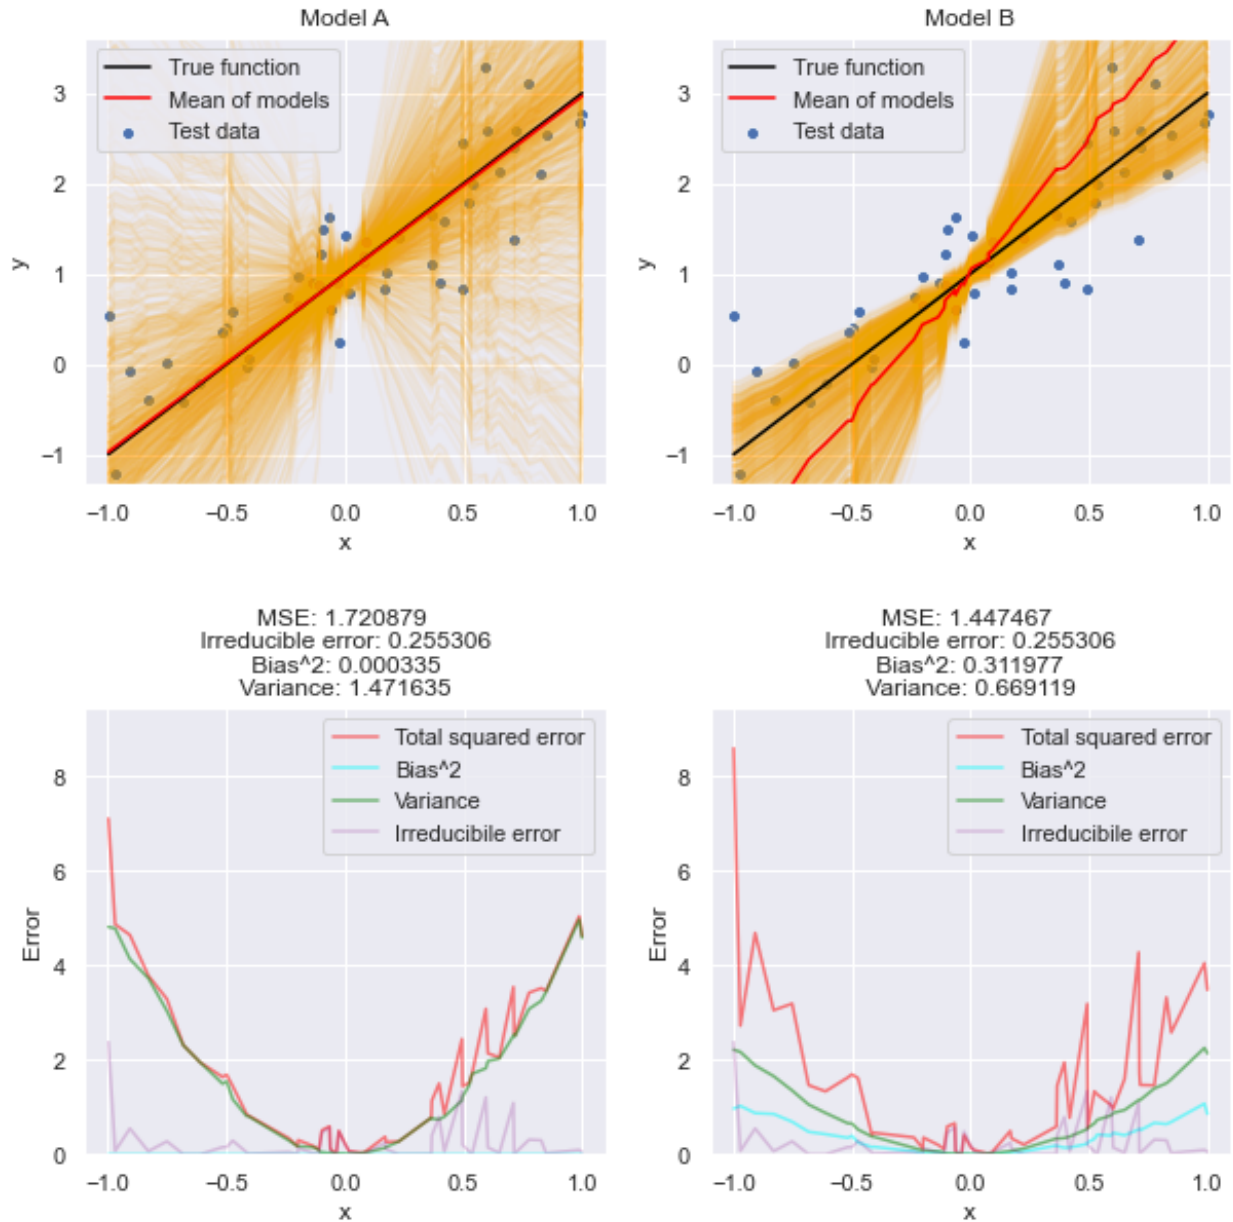 Model A
True function
Mean of models
Test data
3
2
1
0
−1
y
−1.0 −0.5 0.0 0.5 1.0
x
Model B
True function
Mean of models
Test data
3
2
1
0
−1
y
−1.0 −0.5 0.0 0.5 1.0
x
MSE: 1.720879
Irreducible error: 0.255306
Bias^2: 0.000335
Variance: 1.471635
Total squared error
Bias^2
Variance
Irreducibile error
8
6
4
2
0
Error
−1.0 −0.5 0.0 0.5 1.0
x
MSE: 1.447467
Irreducible error: 0.255306
Bias^2: 0.311977
Variance: 0.669119
Total squared error
Bias^2
Variance
Irreducibile error
8
6
4
2
0
Error
−1.0 −0.5 0.0 0.5 1.0
x